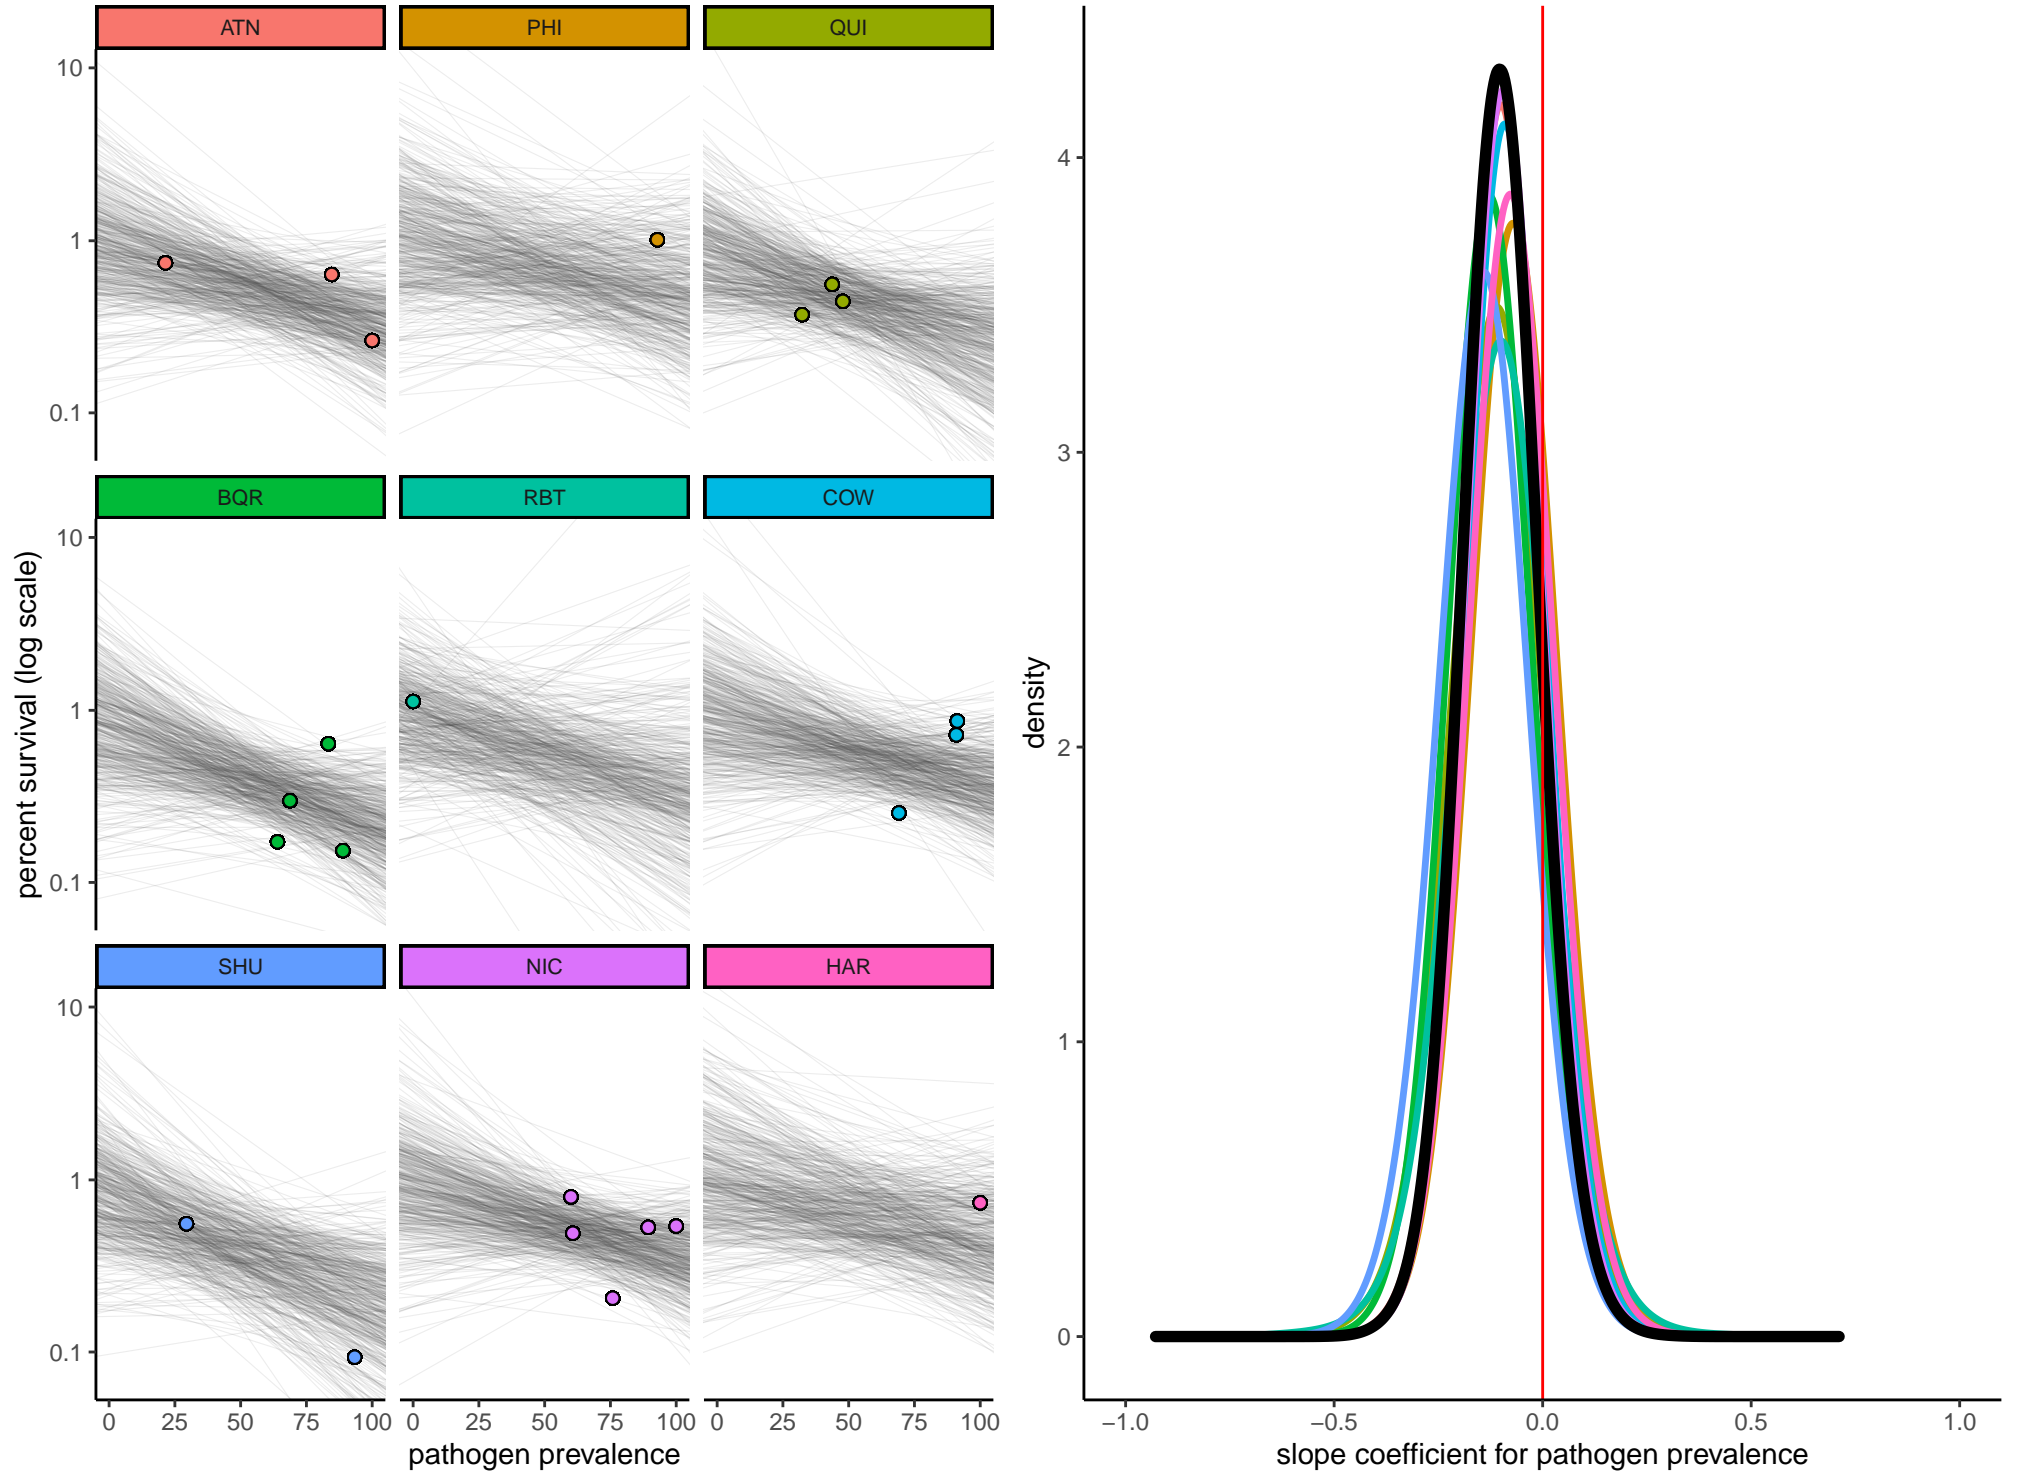 ATN
PHI
QUI
10
1
0.1
BQR
RBT
COW
10
1
0.1
SHU
NIC
HAR
10
1
0.1
0 25 50 75 100
0 25 50 75 100
0 25 50 75 100
percent survival (log scale)
pathogen prevalence
density
4
3
2
1
0
−1.0 −0.5 0.0 0.5 1.0
slope coefficient for pathogen prevalence